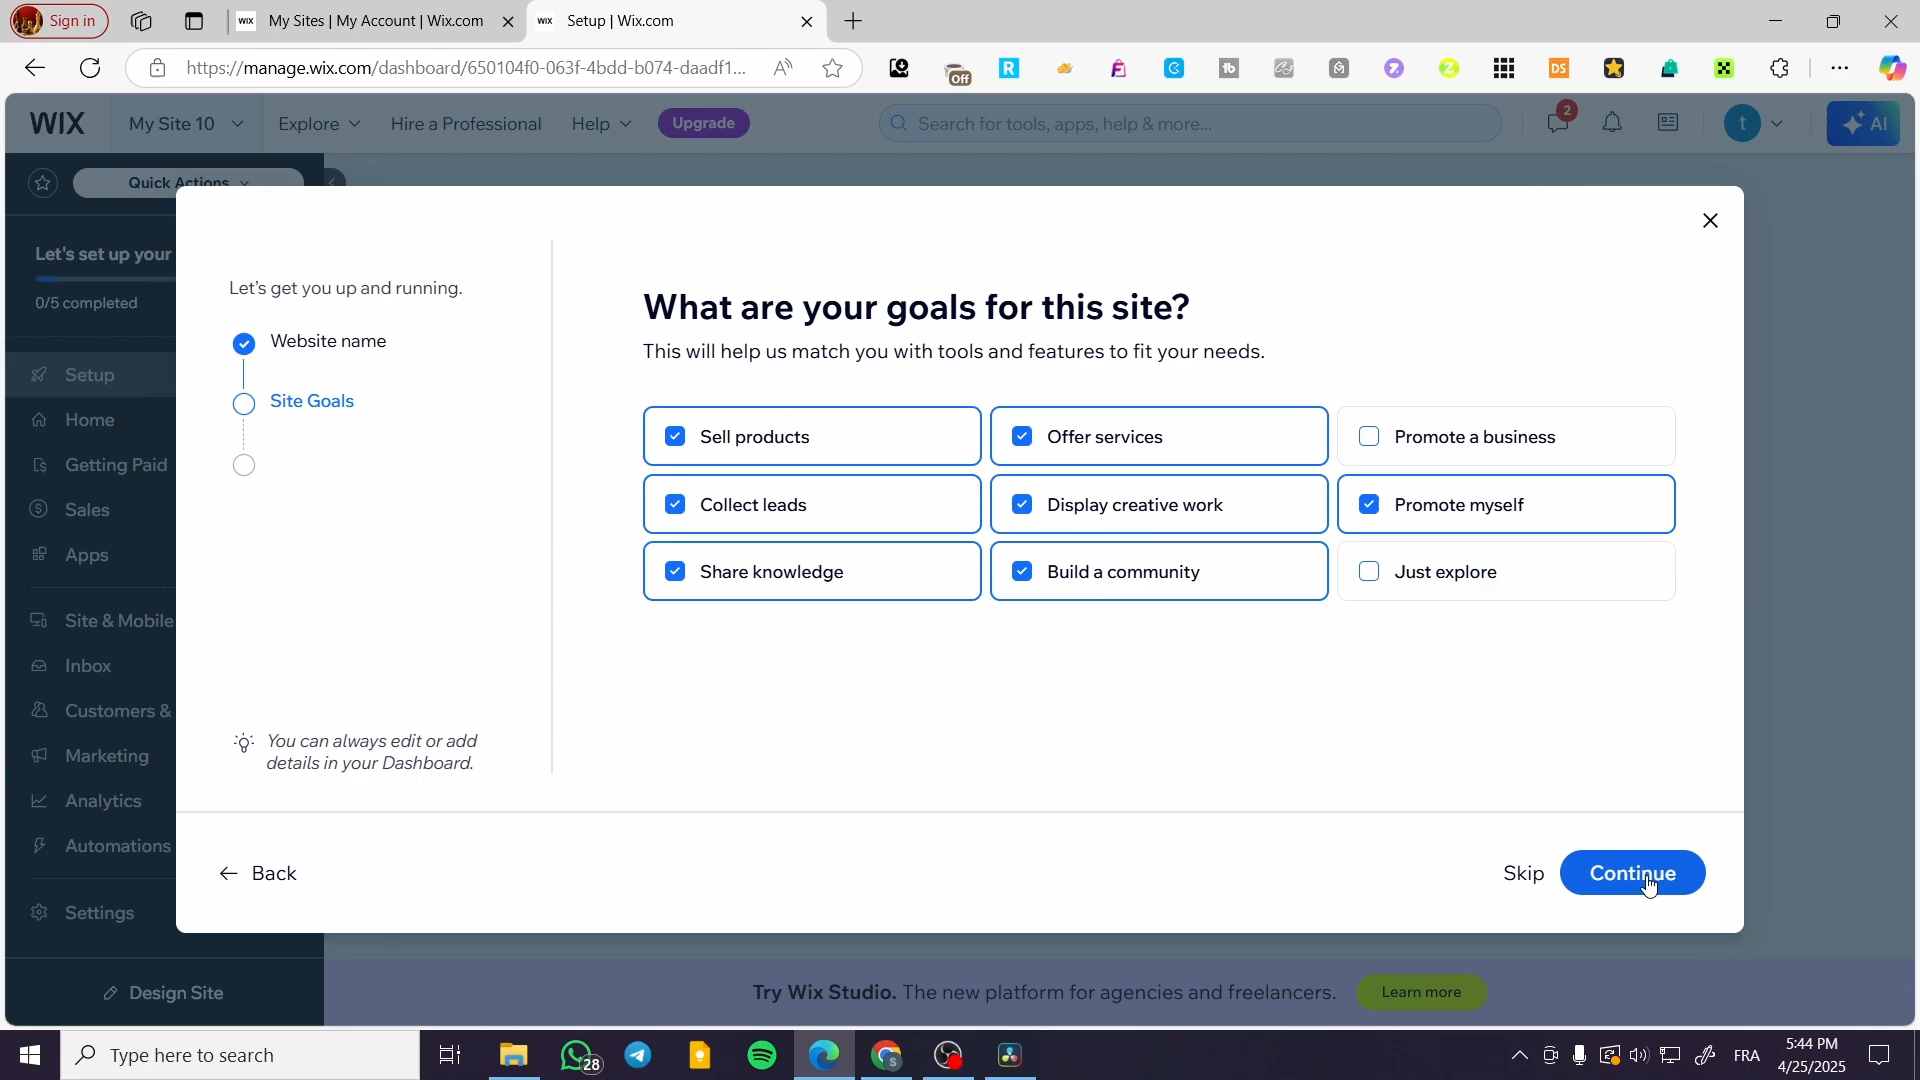 Sign in
WIX
My Sites | My Account | Wix.com
WIX
Setup | Wix.com
https://manage.wix.com/dashboard/650104f0-063f-4bdd-b074-daadf1...
Off
R
tb
DS
WIX
My Site 10
Explore
Hire a Professional
Help
Upgrade
Search for tools, apps, help & more...
2
t
AI
Quick Actions
Let's set up your
0/5 completed
Setup
Home
Getting Paid
Sales
Apps
Site & Mobile
Inbox
Customers &
Marketing
Analytics
Automations
Settings
Design Site
Let's get you up and running.
Website name
Site Goals
You can always edit or add
details in your Dashboard.
What are your goals for this site?
This will help us match you with tools and features to fit your needs.
Sell products
Offer services
Promote a business
Collect leads
Display creative work
Promote myself
Share knowledge
Build a community
Just explore
Back
Skip
Continue
Try Wix Studio. The new platform for agencies and freelancers.
Learn more
Type here to search
28
S
FRA
5:44 PM
4/25/2025